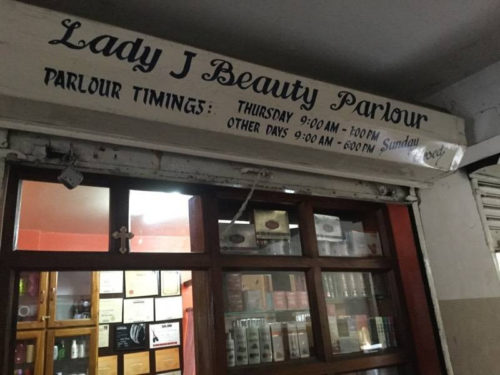 Lady J Beauty Parlour
PARLOUR TIMINGS: THURSDAY 9:00 AM - 1:00 PM
OTHER DAYS 9:00 AM - 6:00 PM Sunday Closed